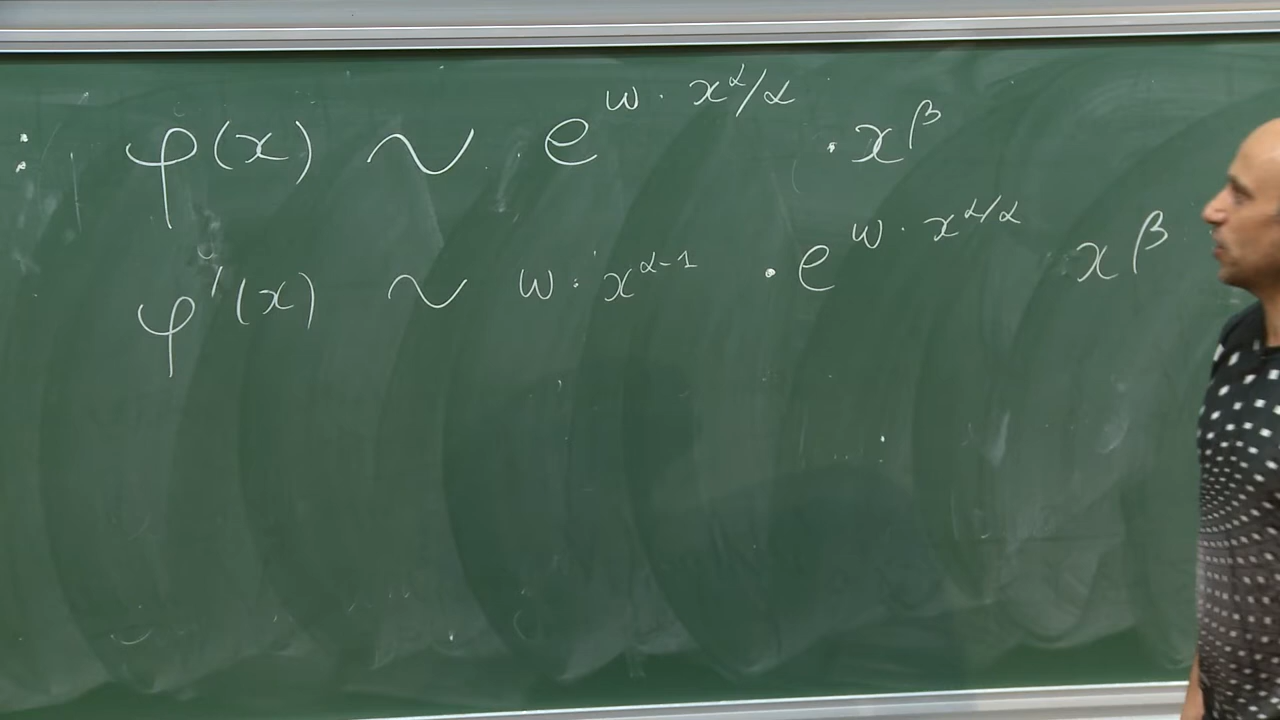 : φ(x) ~ e^{w · x^α/α} · x^β
φ'(x) ~ w · x^{α-1} · e^{w · x^α/α} x^β